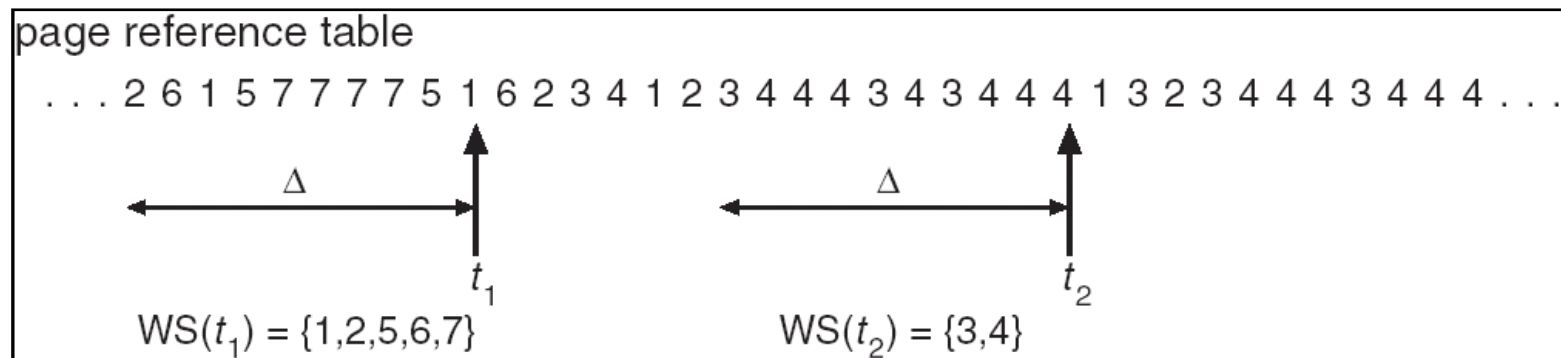 page reference table
. . . 2 6 1 5 7 7 7 7 5 1 6 2 3 4 1 2 3 4 4 4 3 4 3 4 4 4 1 3 2 3 4 4 4 3 4 4 4 . . .
Δ Δ
t₁ t₂
WS(t₁) = {1,2,5,6,7} WS(t₂) = {3,4}